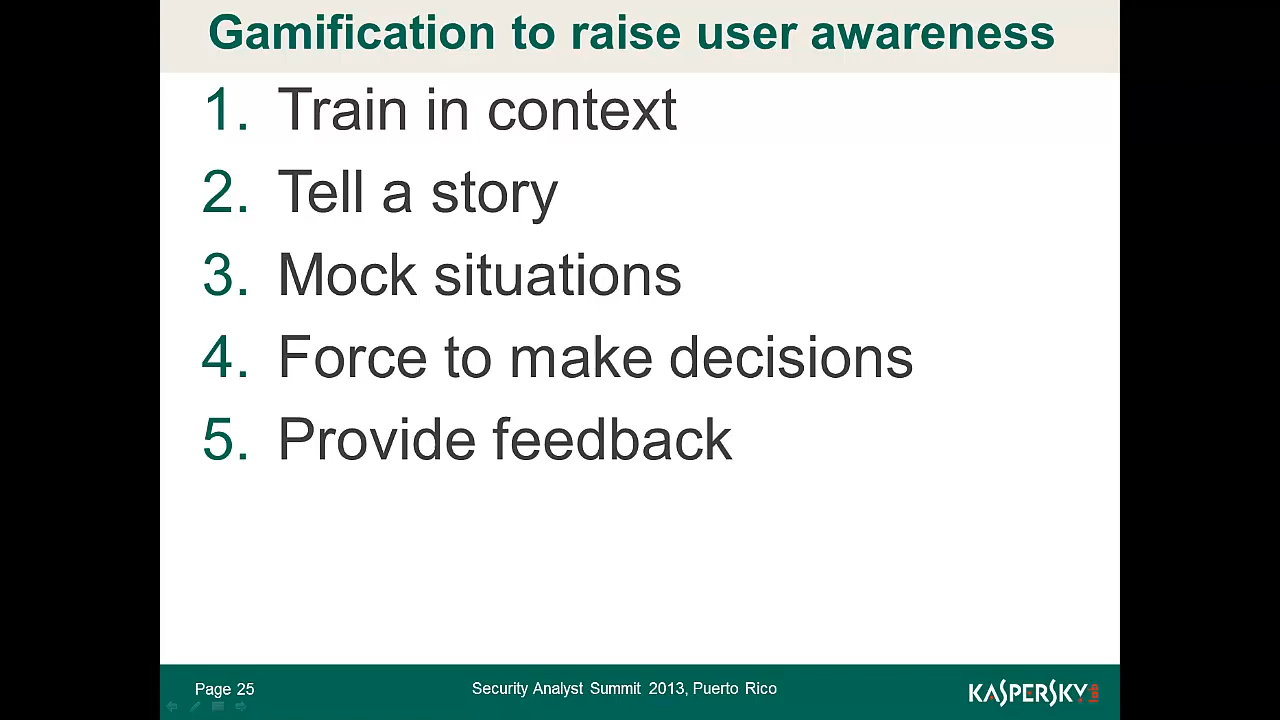 Gamification to raise user awareness
1. Train in context
2. Tell a story
3. Mock situations
4. Force to make decisions
5. Provide feedback
Page 25
Security Analyst Summit 2013, Puerto Rico
KASPERSKY lab